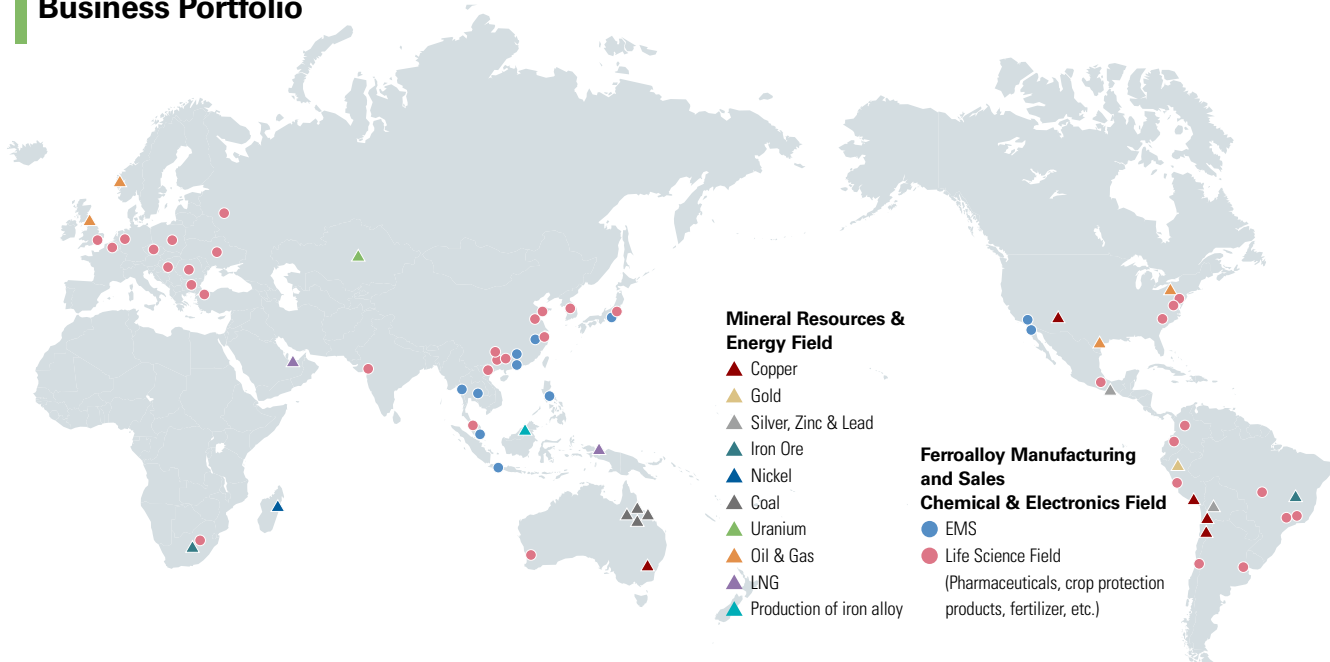 Business Portfolio
Mineral Resources &
Energy Field
Copper
Gold
Silver, Zinc & Lead
Iron Ore
Nickel
Coal
Uranium
Oil & Gas
LNG
Production of iron alloy
Ferroalloy Manufacturing
and Sales
Chemical & Electronics Field
EMS
Life Science Field
(Pharmaceuticals, crop protection
products, fertilizer, etc.)